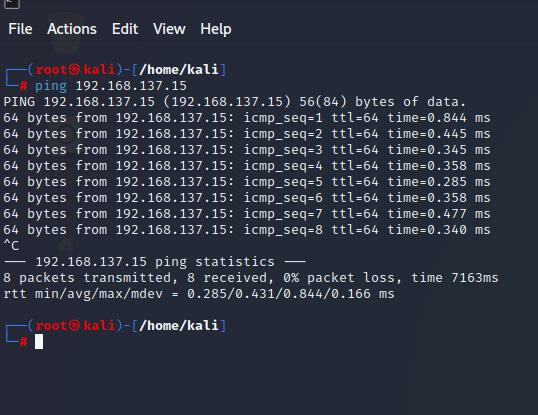 File Actions Edit View Help
┌──(root㉿kali)-[/home/kali]
└─# ping 192.168.137.15
PING 192.168.137.15 (192.168.137.15) 56(84) bytes of data.
64 bytes from 192.168.137.15: icmp_seq=1 ttl=64 time=0.844 ms
64 bytes from 192.168.137.15: icmp_seq=2 ttl=64 time=0.445 ms
64 bytes from 192.168.137.15: icmp_seq=3 ttl=64 time=0.345 ms
64 bytes from 192.168.137.15: icmp_seq=4 ttl=64 time=0.358 ms
64 bytes from 192.168.137.15: icmp_seq=5 ttl=64 time=0.285 ms
64 bytes from 192.168.137.15: icmp_seq=6 ttl=64 time=0.358 ms
64 bytes from 192.168.137.15: icmp_seq=7 ttl=64 time=0.477 ms
64 bytes from 192.168.137.15: icmp_seq=8 ttl=64 time=0.340 ms
^C
--- 192.168.137.15 ping statistics ---
8 packets transmitted, 8 received, 0% packet loss, time 7163ms
rtt min/avg/max/mdev = 0.285/0.431/0.844/0.166 ms
┌──(root㉿kali)-[/home/kali]
└─#